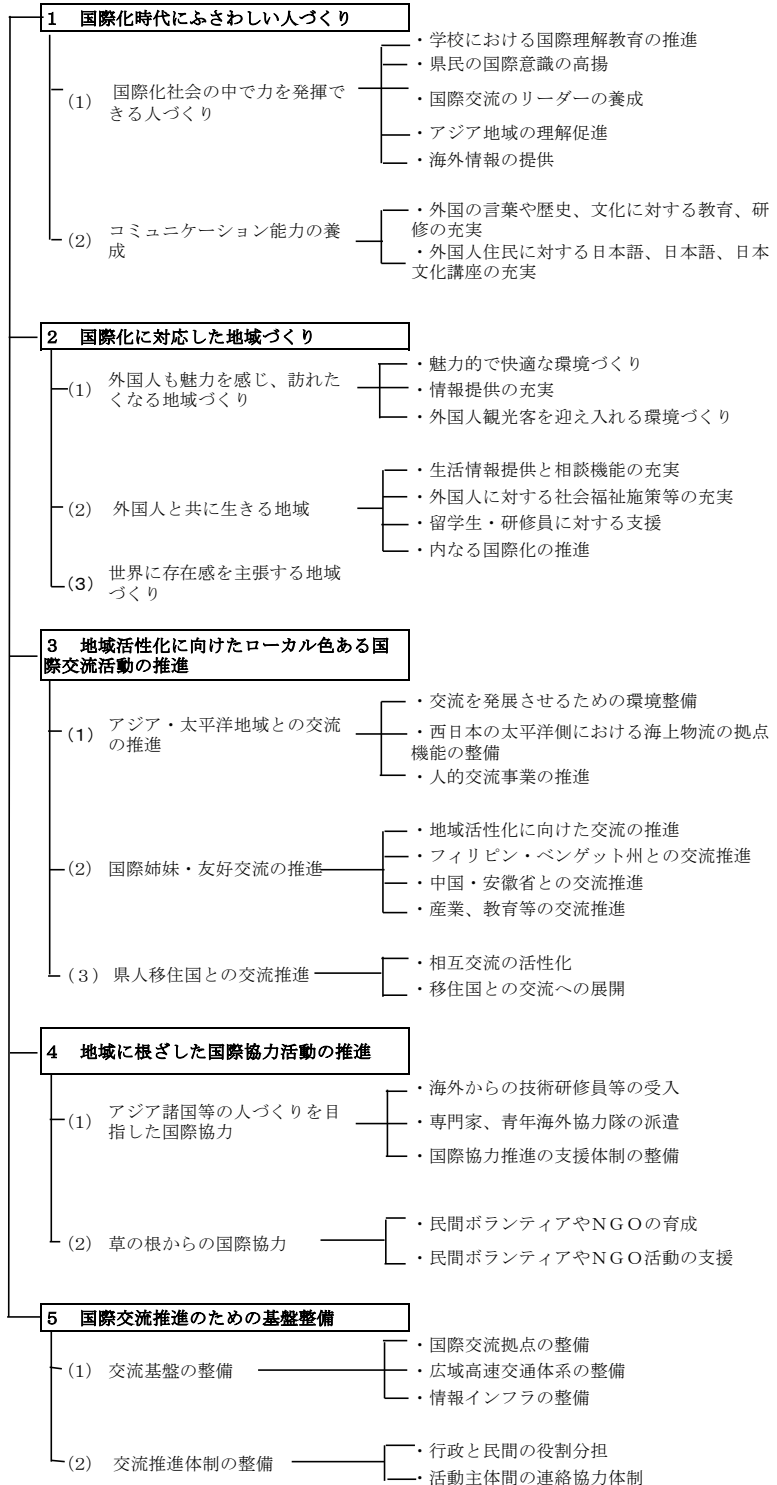 1　国際化時代にふさわしい人づくり
(1)　国際化社会の中で力を発揮で
きる人づくり
・学校における国際理解教育の推進
・県民の国際意識の高揚
・国際交流のリーダーの養成
・アジア地域の理解促進
・海外情報の提供
(2)　コミュニケーション能力の養
成
・外国の言葉や歴史、文化に対する教育、研
修の充実
・外国人住民に対する日本語、日本語、日本
文化講座の充実
2　国際化に対応した地域づくり
(1)　外国人も魅力を感じ、訪れた
くなる地域づくり
・魅力的で快適な環境づくり
・情報提供の充実
・外国人観光客を迎え入れる環境づくり
(2)　外国人と共に生きる地域
・生活情報提供と相談機能の充実
・外国人に対する社会福祉施策等の充実
・留学生・研修員に対する支援
・内なる国際化の推進
(3)　世界に存在感を主張する地域
づくり
3　地域活性化に向けたローカル色ある国
際交流活動の推進
(1)　アジア・太平洋地域との交流
の推進
・交流を発展させるための環境整備
・西日本の太平洋側における海上物流の拠点
機能の整備
・人的交流事業の推進
(2)　国際姉妹・友好交流の推進
・地域活性化に向けた交流の推進
・フィリピン・ベンゲット州との交流推進
・中国・安徽省との交流推進
・産業、教育等の交流推進
(３)　県人移住国との交流推進
・相互交流の活性化
・移住国との交流への展開
4　地域に根ざした国際協力活動の推進
(1)　アジア諸国等の人づくりを目
指した国際協力
・海外からの技術研修員等の受入
・専門家、青年海外協力隊の派遣
・国際協力推進の支援体制の整備
(2)　草の根からの国際協力
・民間ボランティアやＮＧＯの育成
・民間ボランティアやＮＧＯ活動の支援
5　国際交流推進のための基盤整備
(1)　交流基盤の整備
・国際交流拠点の整備
・広域高速交通体系の整備
・情報インフラの整備
(2)　交流推進体制の整備
・行政と民間の役割分担
・活動主体間の連絡協力体制